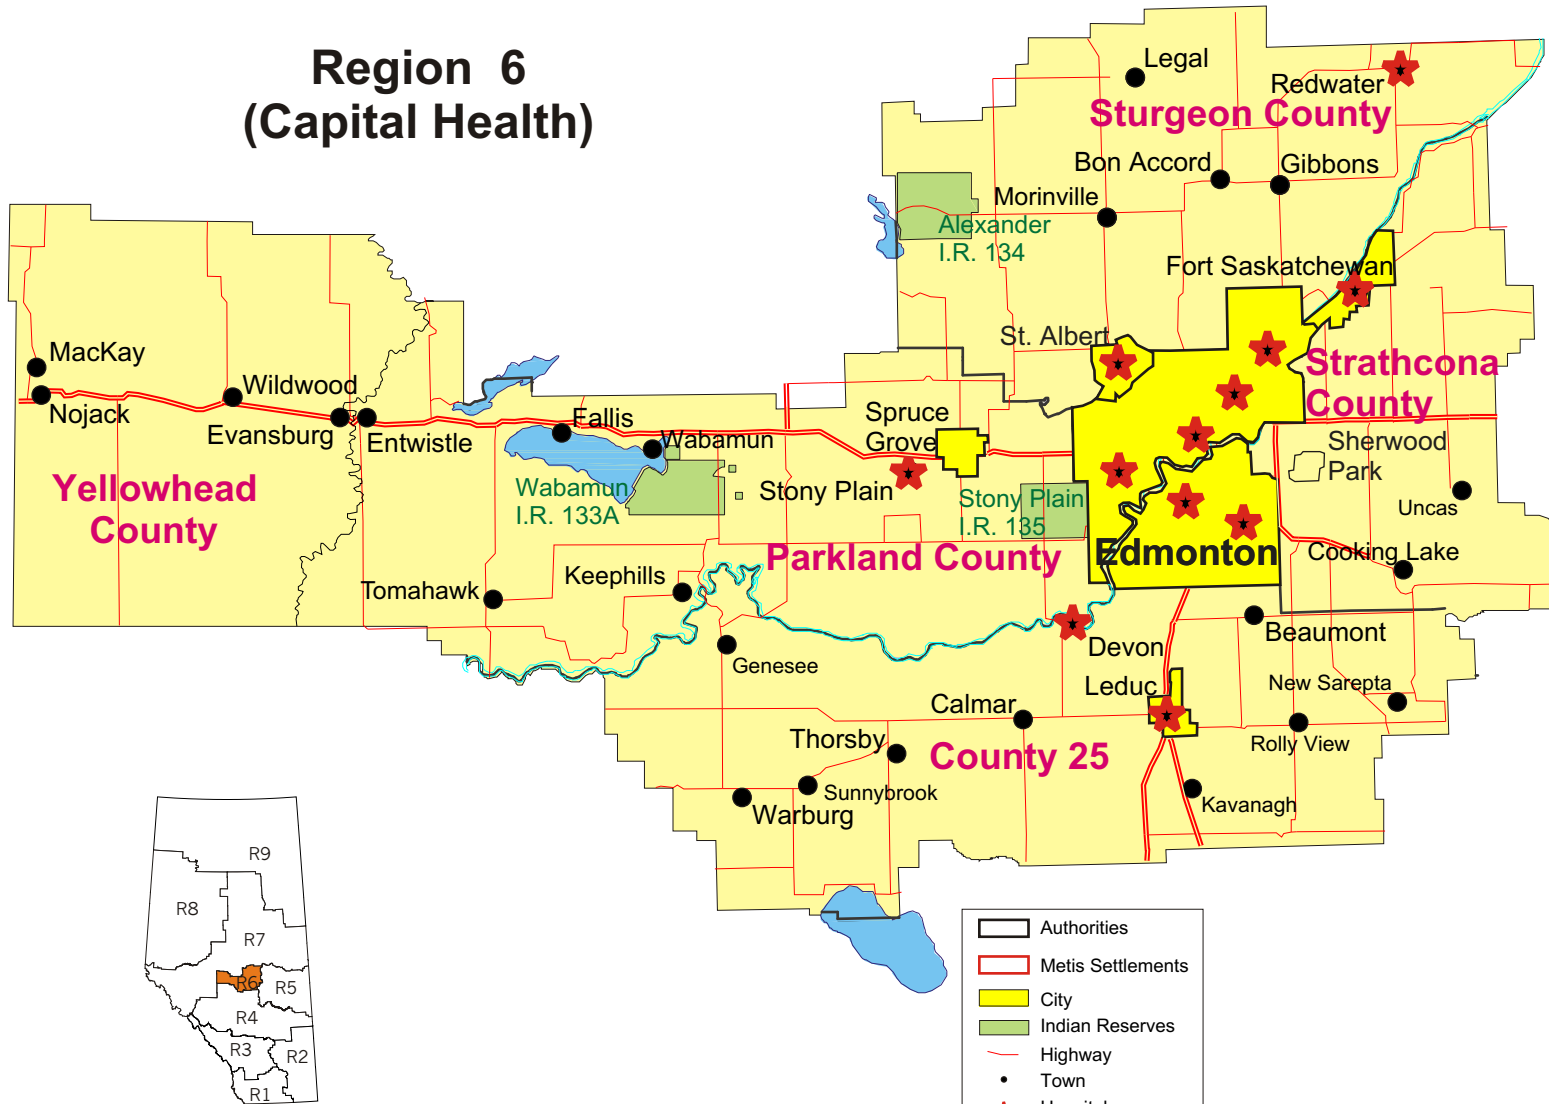 Region 6
(Capital Health)
Legal
Redwater
Sturgeon County
Bon Accord
Gibbons
Morinville
Alexander
I.R. 134
Fort Saskatchewan
St. Albert
Strathcona
County
MacKay
Nojack
Wildwood
Evansburg
Entwistle
Fallis
Wabamun
Spruce
Grove
Sherwood
Park
Yellowhead
County
Wabamun
I.R. 133A
Stony Plain
Stony Plain
I.R. 135
Uncas
Parkland County
Edmonton
Cooking Lake
Tomahawk
Keephills
Genesee
Devon
Beaumont
Leduc
New Sarepta
Calmar
Rolly View
Thorsby
County 25
Sunnybrook
Kavanagh
Warburg
R9
R8
R7
R6
R5
R4
R3
R2
R1
Authorities
Metis Settlements
City
Indian Reserves
Highway
Town